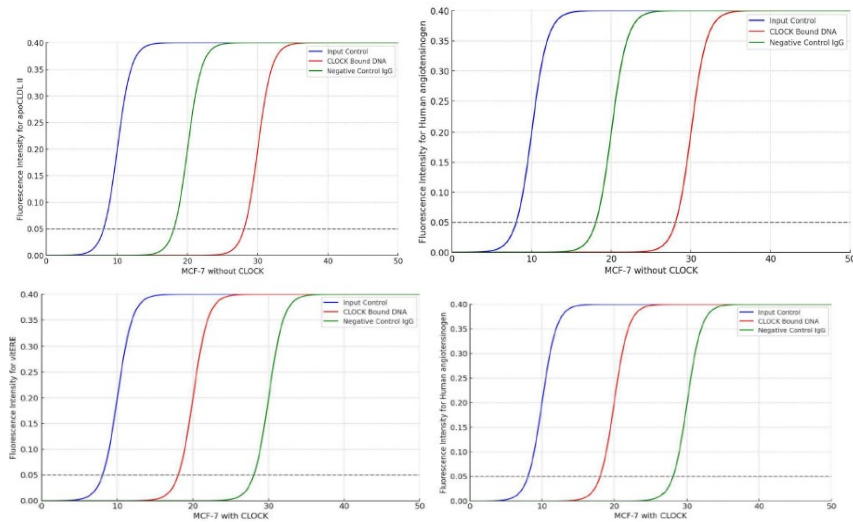 Fluorescence Intensity for apoCLDL II
0.40
0.35
0.30
0.25
0.20
0.15
0.10
0.05
0.00
Input Control
CLOCK Bound DNA
Negative Control IgG
0 10 20 30 40 50
MCF-7 without CLOCK
Fluorescence Intensity for Human angiotensinogen
0.40
0.35
0.30
0.25
0.20
0.15
0.10
0.05
0.00
Input Control
CLOCK Bound DNA
Negative Control IgG
0 10 20 30 40 50
MCF-7 without CLOCK
Fluorescence Intensity for vitERE
0.40
0.35
0.30
0.25
0.20
0.15
0.10
0.05
0.00
Input Control
CLOCK Bound DNA
Negative Control IgG
0 10 20 30 40 50
MCF-7 with CLOCK
Fluorescence Intensity for Human angiotensinogen
0.40
0.35
0.30
0.25
0.20
0.15
0.10
0.05
0.00
Input Control
CLOCK Bound DNA
Negative Control IgG
0 10 20 30 40 50
MCF-7 with CLOCK